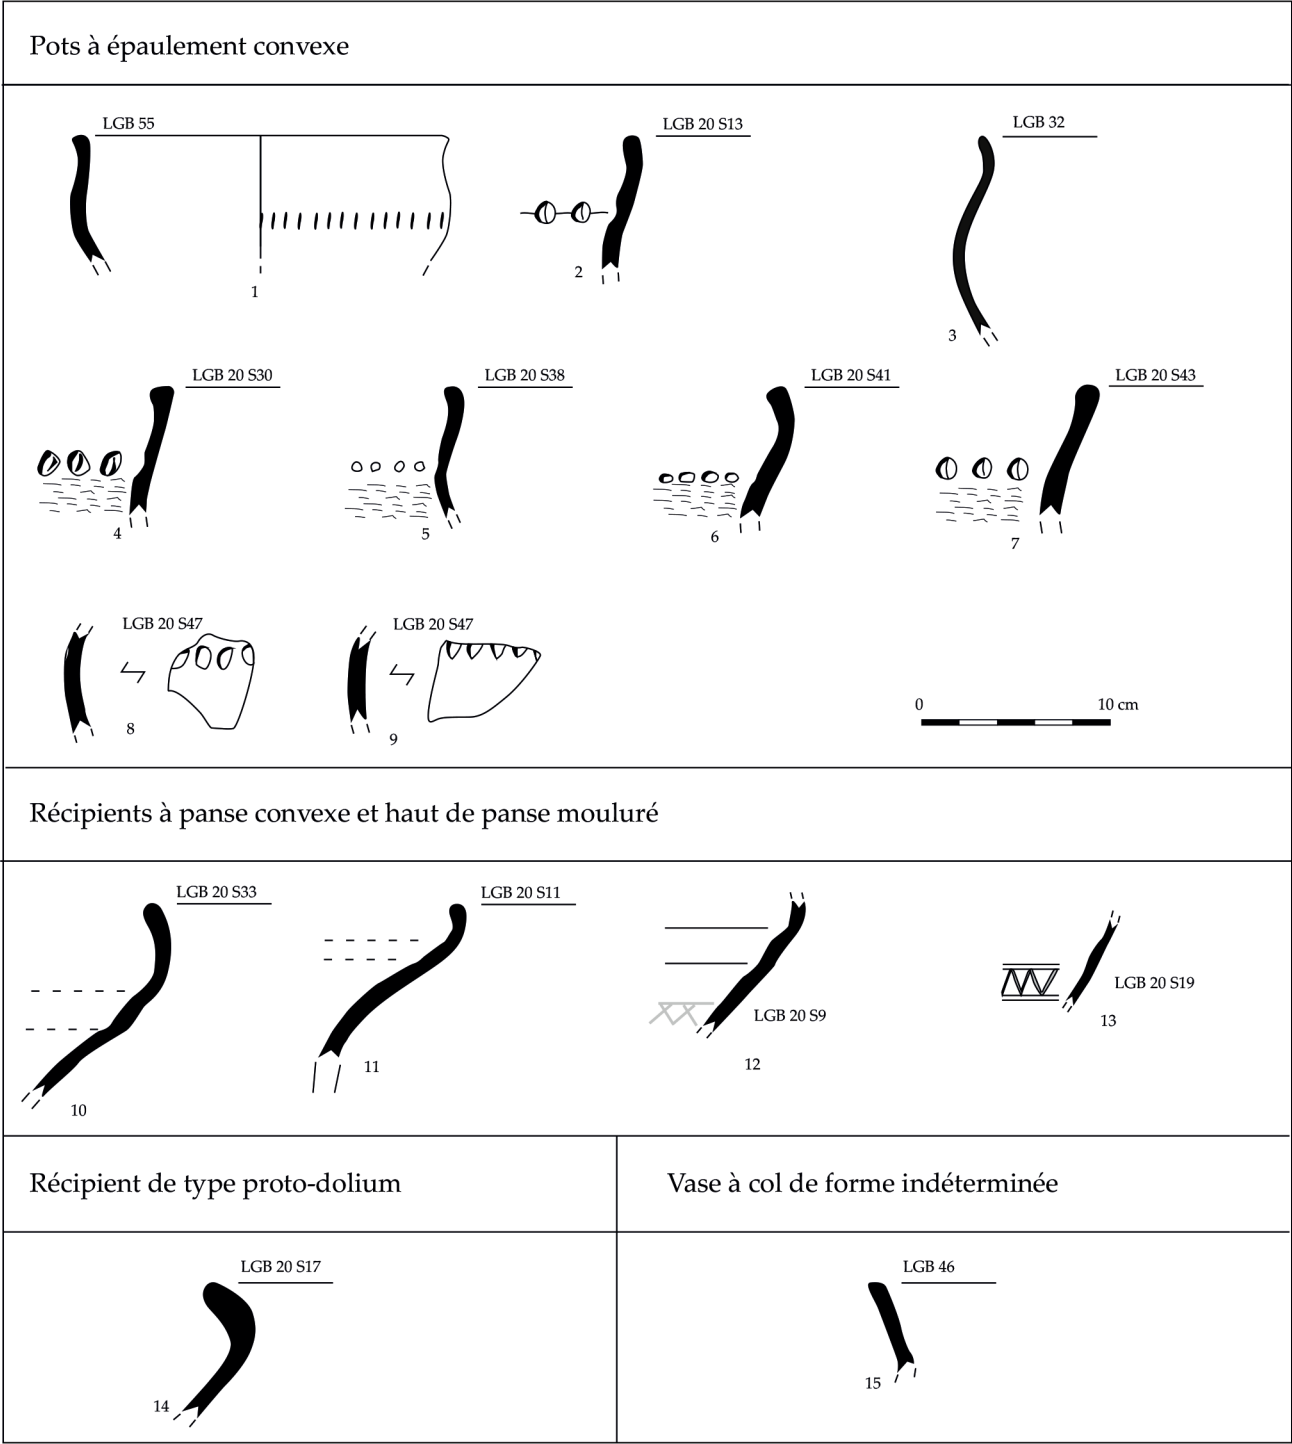 Pots à épaulement convexe
LGB 55
LGB 20 S13
LGB 32
1
2
3
LGB 20 S30
LGB 20 S38
LGB 20 S41
LGB 20 S43
4
5
6
7
LGB 20 S47
LGB 20 S47
8
9
0 10 cm
Récipients à panse convexe et haut de panse mouluré
LGB 20 S33
LGB 20 S11
LGB 20 S9
LGB 20 S19
10
11
12
13
Récipient de type proto-dolium
Vase à col de forme indéterminée
LGB 20 S17
LGB 46
14
15